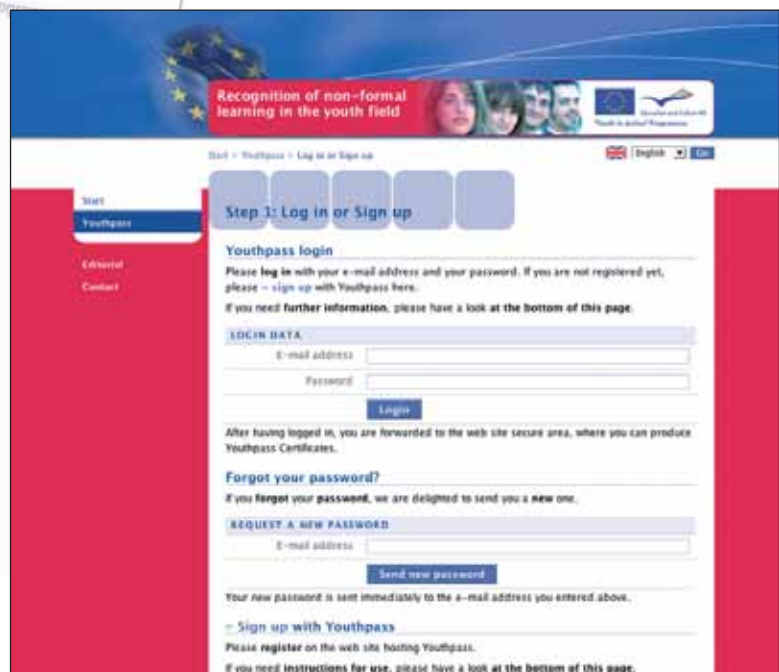 Recognition of non-formal
learning in the youth field
Start > Youthpass > Log in or Sign up
English
Go
Start
Youthpass
Editorial
Contact
Step 1: Log in or Sign up
Youthpass login
Please log in with your e-mail address and your password. If you are not registered yet,
please – sign up with Youthpass here.
If you need further information, please have a look at the bottom of this page.
LOGIN DATA
E-mail address
Password
Login
After having logged in, you are forwarded to the web site secure area, where you can produce
Youthpass Certificates.
Forgot your password?
If you forgot your password, we are delighted to send you a new one.
REQUEST A NEW PASSWORD
E-mail address
Send new password
Your new password is sent immediately to the e-mail address you entered above.
– Sign up with Youthpass
Please register on the web site hosting Youthpass.
If you need instructions for use, please have a look at the bottom of this page.